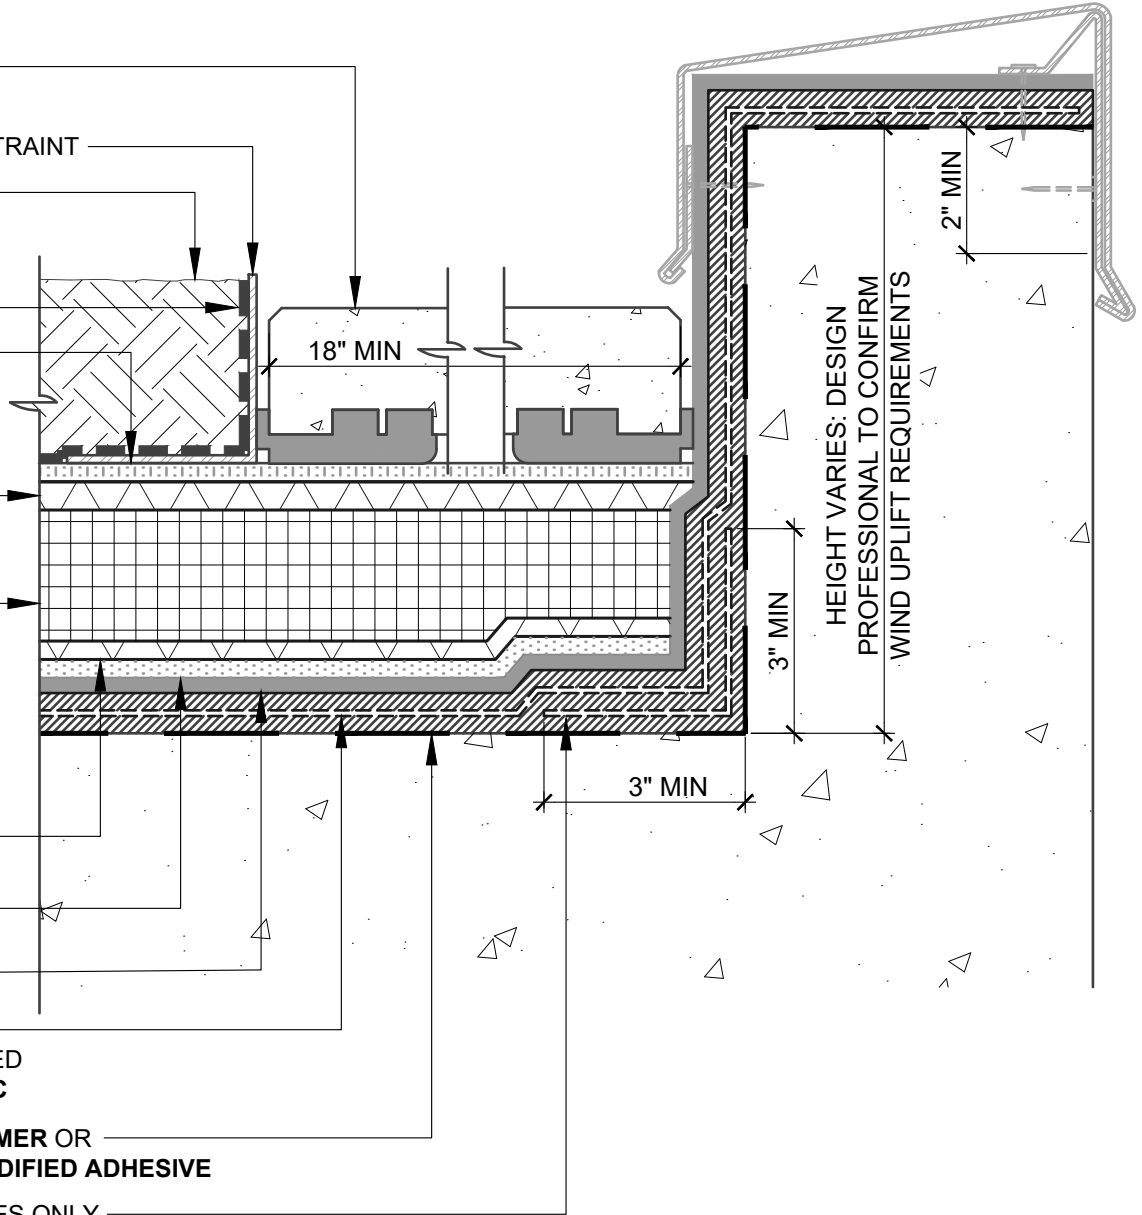 TRAINT
2" MIN
18" MIN
HEIGHT VARIES: DESIGN
PROFESSIONAL TO CONFIRM
WIND UPLIFT REQUIREMENTS
3" MIN
3" MIN
ED
C
MER OR
DIFIED ADHESIVE
ES ONLY